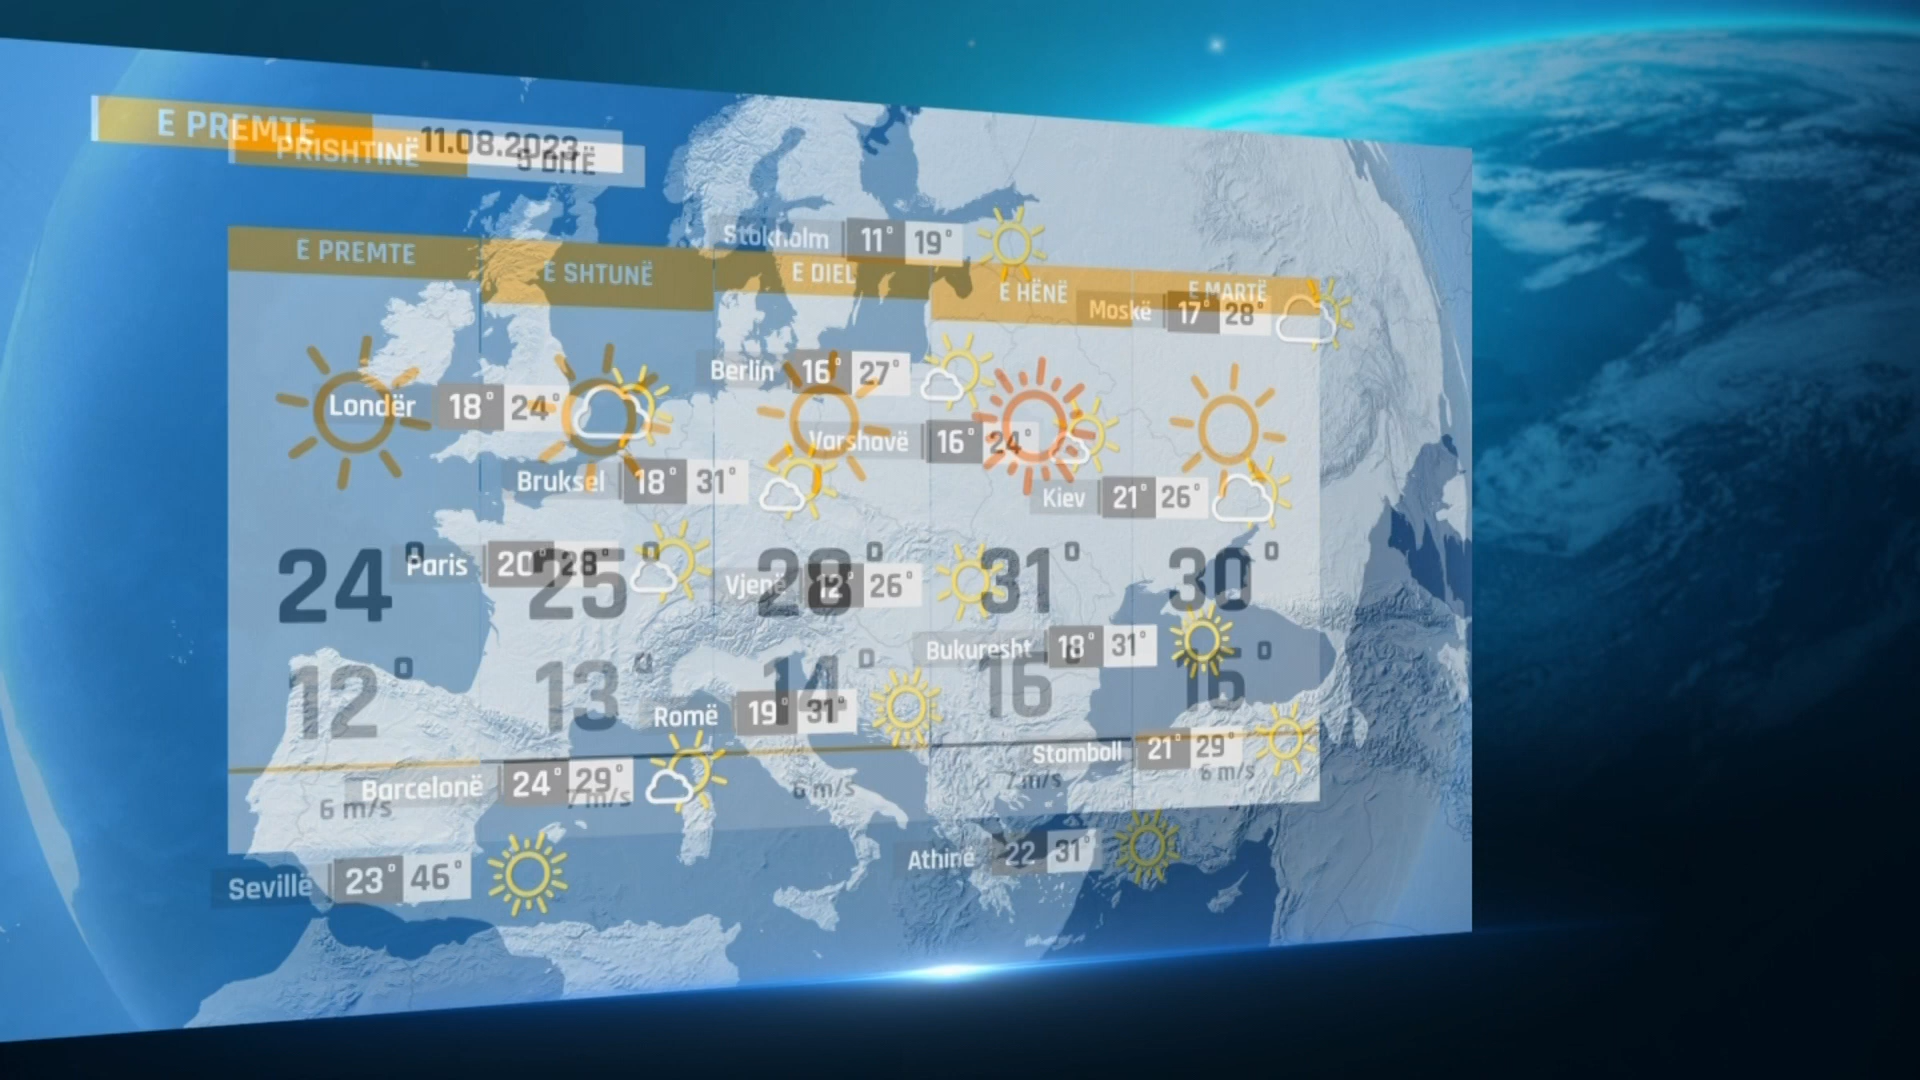 E PREMTE 11.08.2023
PRISHTINË 5 DITË
Stokholm 11° 19°
E PREMTE E SHTUNË E DIEL E HËNË E MARTË
Moskë 17° 28°
Berlin 16° 27°
Londër 18° 24°
Varshavë 16° 24°
Bruksel 18° 31°
Kiev 21° 26°
24° 25° 28° 31° 30°
Paris 20° 28°
Vjenë 12° 26°
Bukuresht 18° 31°
12° 13° 14° 16° 16°
Romë 19° 31°
Stamboll 21° 29°
Barcelonë 24° 29°
6 m/s 7 m/s 6 m/s 7 m/s 6 m/s
Athinë 22° 31°
Sevillë 23° 46°